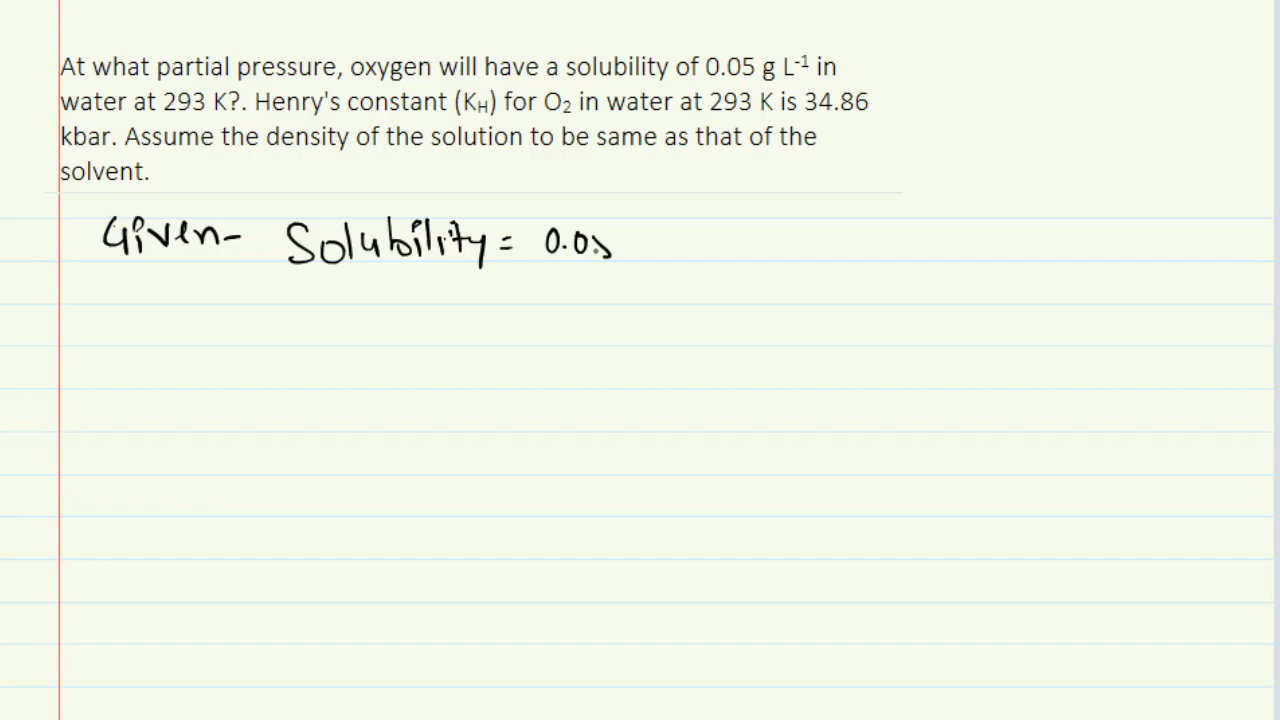 At what partial pressure, oxygen will have a solubility of 0.05 g L⁻¹ in
water at 293 K?. Henry's constant (K_H) for O₂ in water at 293 K is 34.86
kbar. Assume the density of the solution to be same as that of the
solvent.
Given- Solubility = 0.05